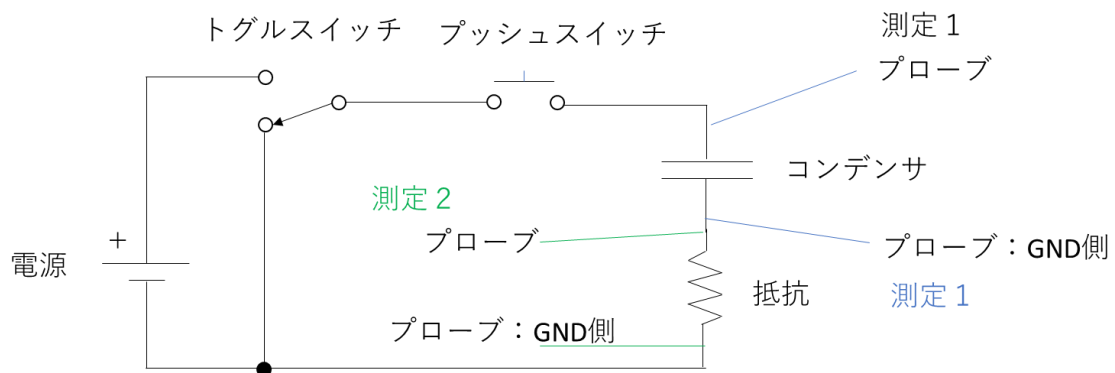 測定１
プローブ
トグルスイッチ
プッシュスイッチ
コンデンサ
測定２
プローブ
プローブ：GND側
測定１
+
電源
抵抗
プローブ：GND側